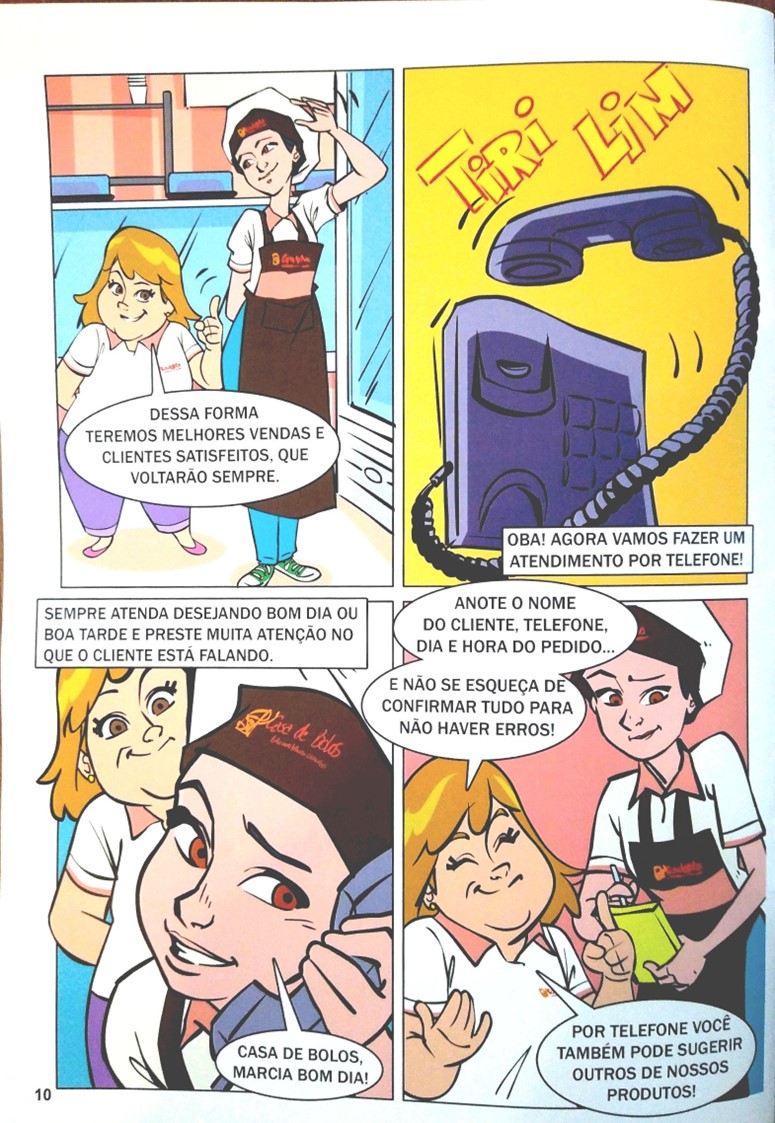 DESSA FORMA
TEREMOS MELHORES VENDAS E
CLIENTES SATISFEITOS, QUE
VOLTARÃO SEMPRE.
TIRI LIM
OBA! AGORA VAMOS FAZER UM
ATENDIMENTO POR TELEFONE!
SEMPRE ATENDA DESEJANDO BOM DIA OU
BOA TARDE E PRESTE MUITA ATENÇÃO NO
QUE O CLIENTE ESTÁ FALANDO.
Casa de Bolos
CASA DE BOLOS,
MARCIA BOM DIA!
ANOTE O NOME
DO CLIENTE, TELEFONE,
DIA E HORA DO PEDIDO...
E NÃO SE ESQUEÇA DE
CONFIRMAR TUDO PARA
NÃO HAVER ERROS!
POR TELEFONE VOCÊ
TAMBÉM PODE SUGERIR
OUTROS DE NOSSOS
PRODUTOS!
10